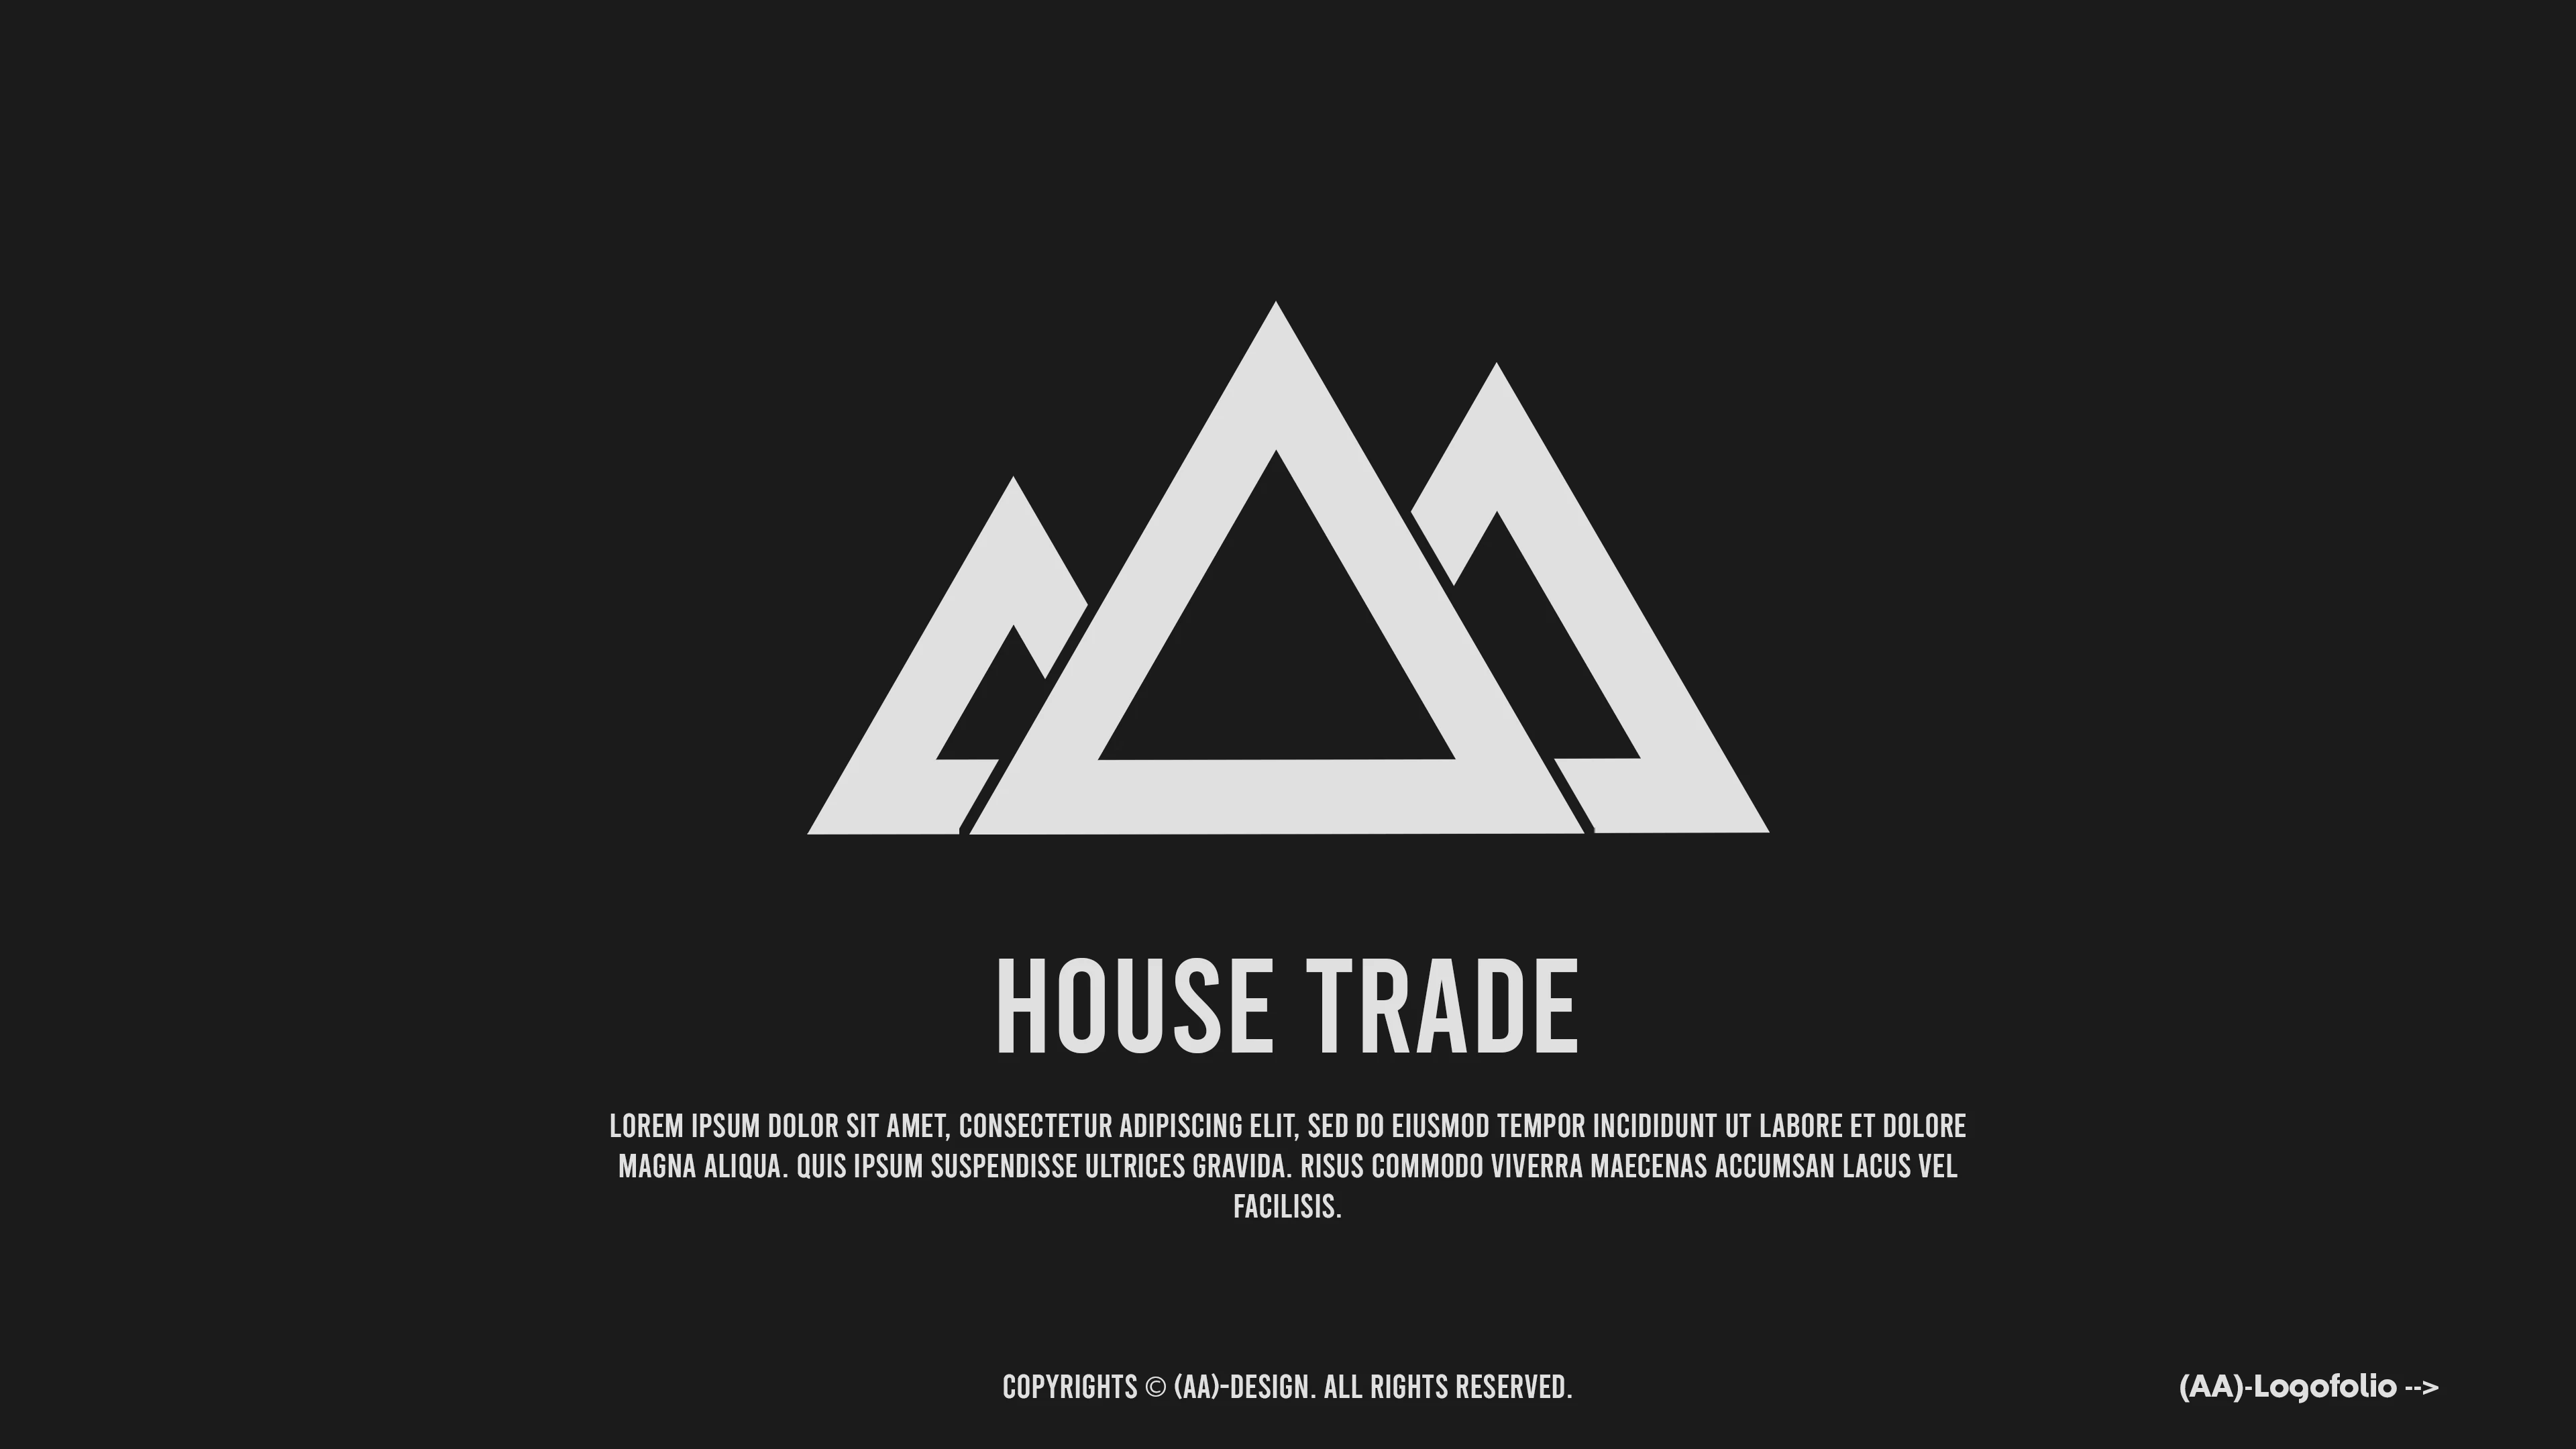 HOUSE TRADE
LOREM IPSUM DOLOR SIT AMET, CONSECTETUR ADIPISCING ELIT, SED DO EIUSMOD TEMPOR INCIDIDUNT UT LABORE ET DOLORE
MAGNA ALIQUA. QUIS IPSUM SUSPENDISSE ULTRICES GRAVIDA. RISUS COMMODO VIVERRA MAECENAS ACCUMSAN LACUS VEL
FACILISIS.
COPYRIGHTS © (AA)-DESIGN. ALL RIGHTS RESERVED.
(AA)-Logofolio -->